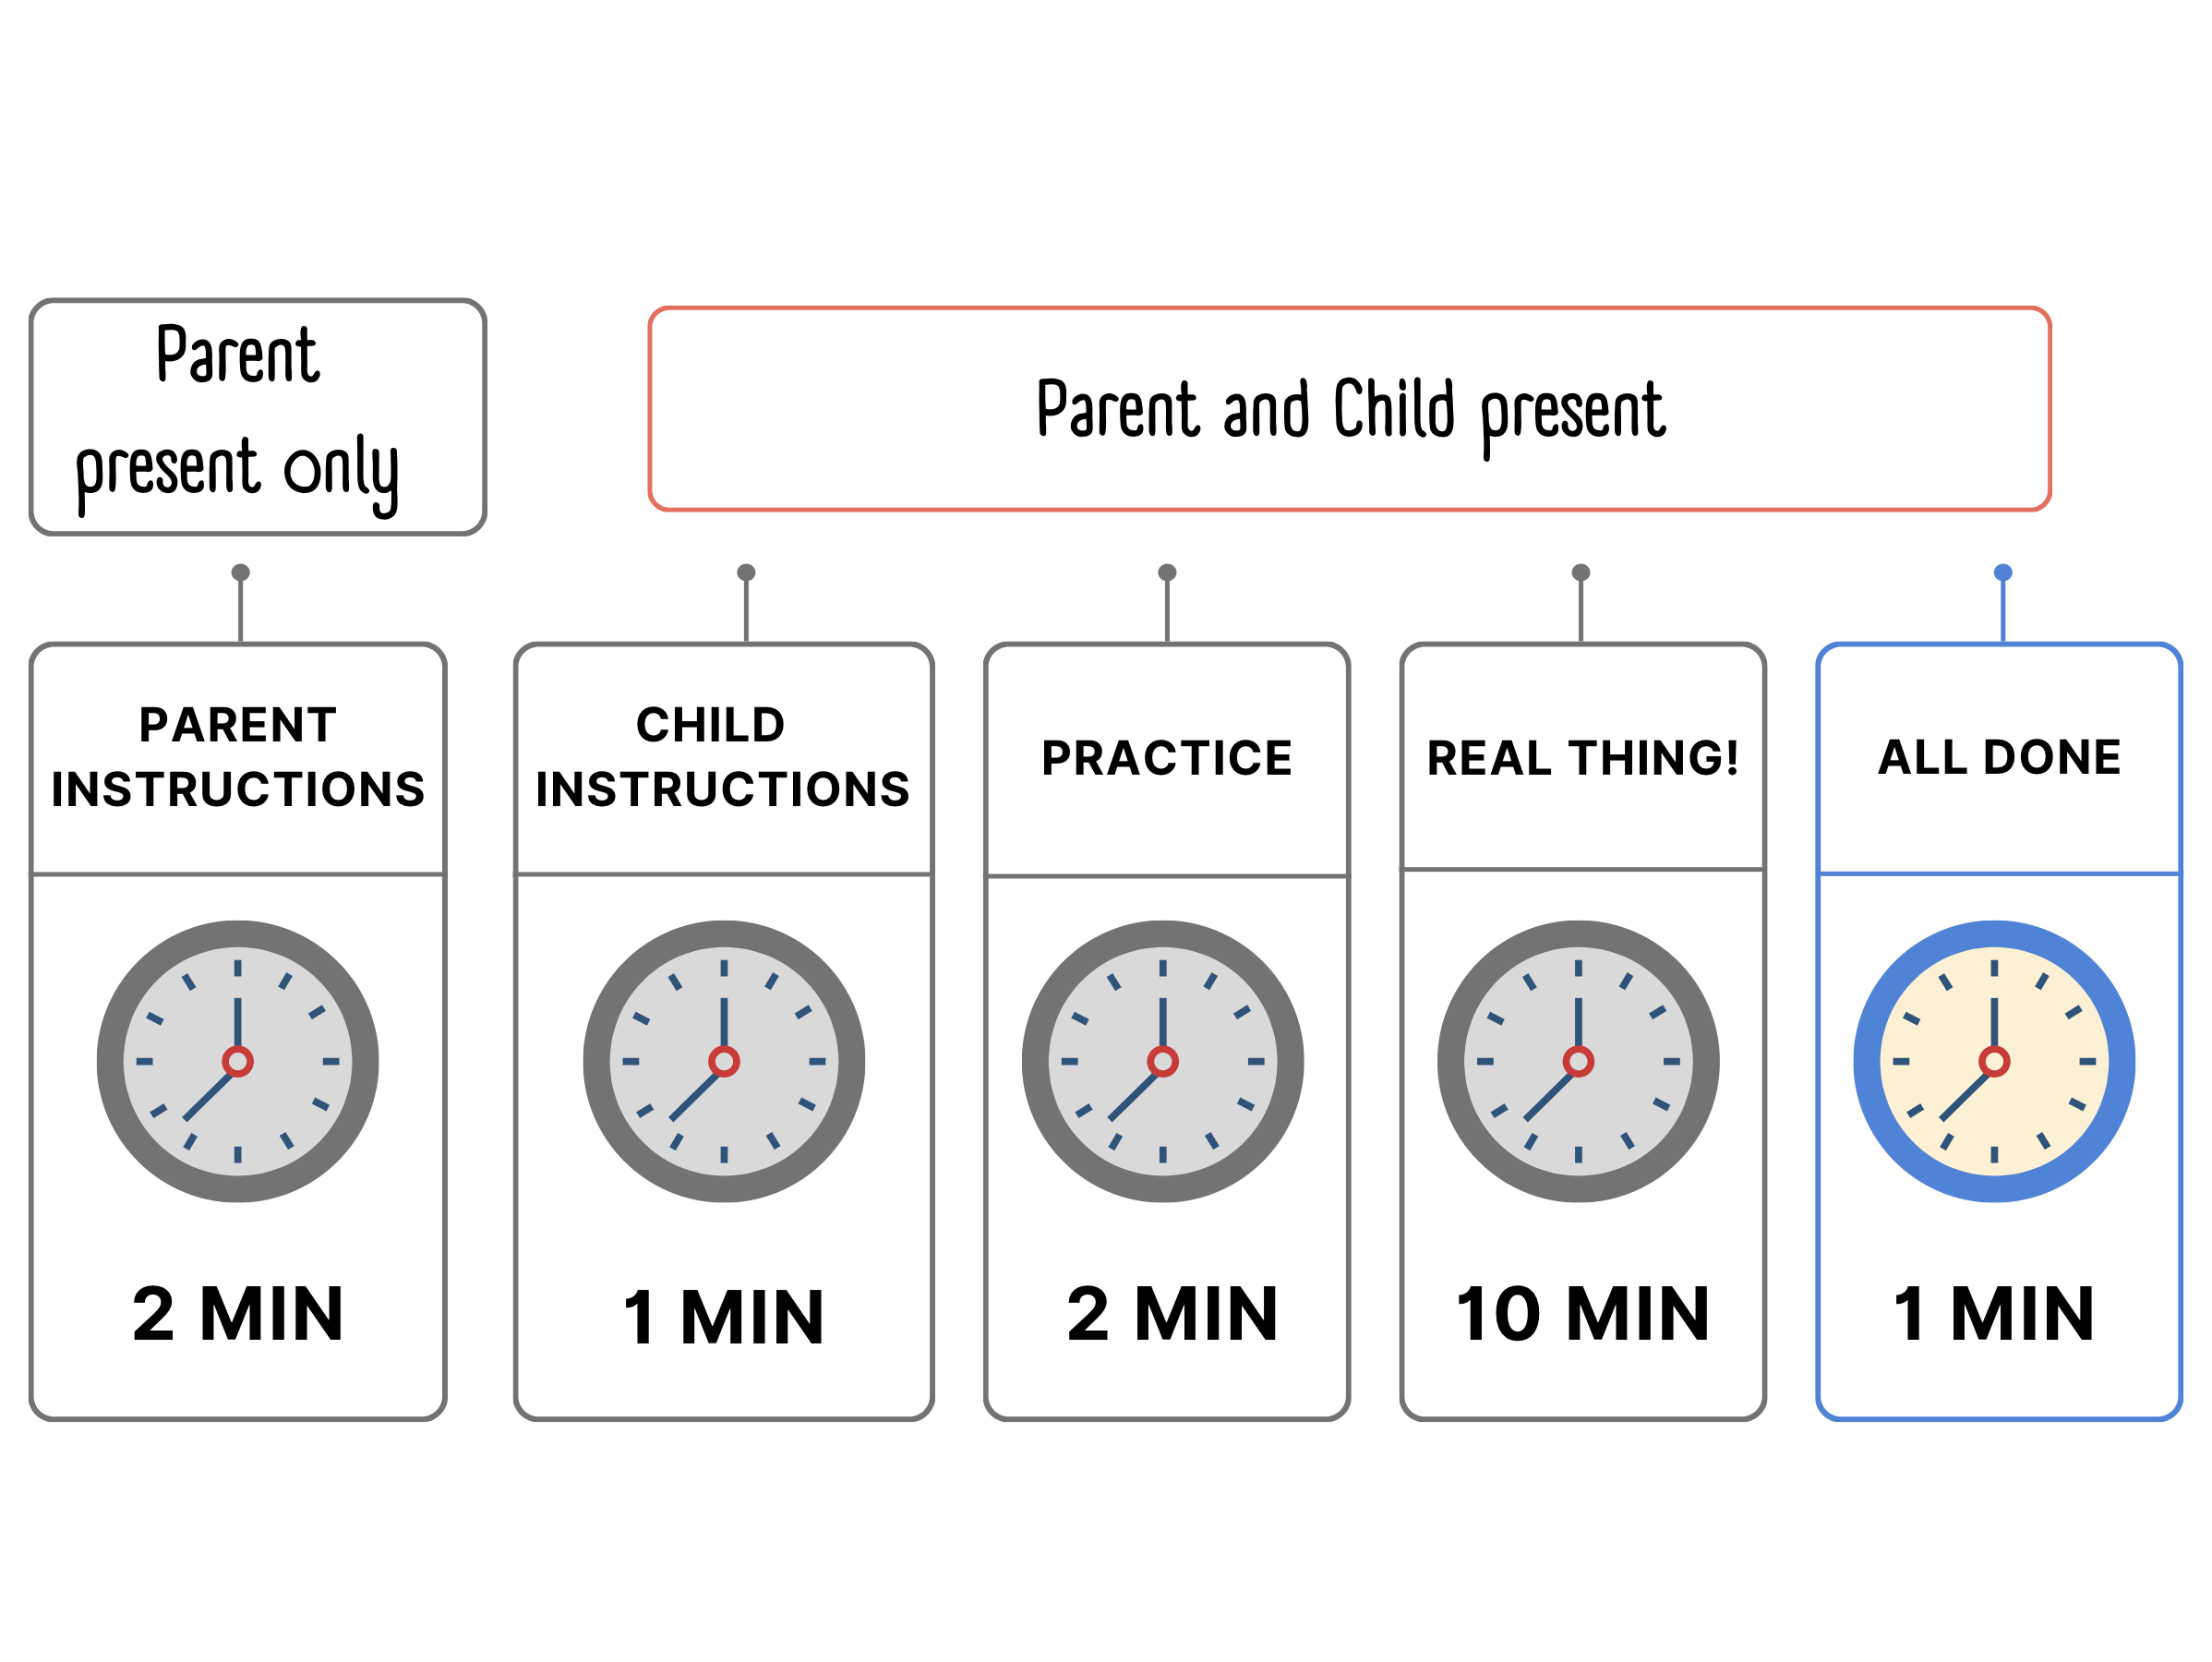 Parent
present only
Parent and Child present
PARENT
INSTRUCTIONS
CHILD
INSTRUCTIONS
PRACTICE
REAL THING!
ALL DONE
2 MIN
1 MIN
2 MIN
10 MIN
1 MIN